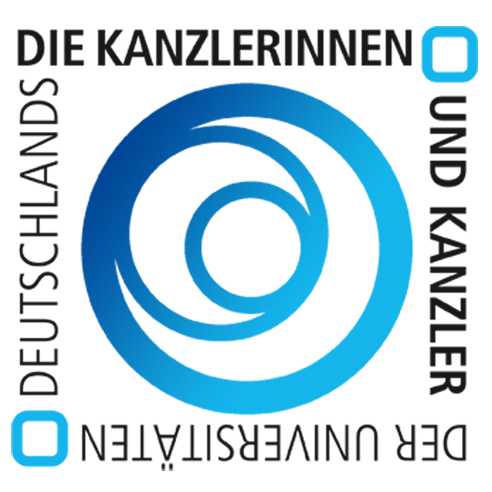 DIE KANZLERINNEN
UND KANZLER
DER UNIVERSITÄTEN
DEUTSCHLANDS